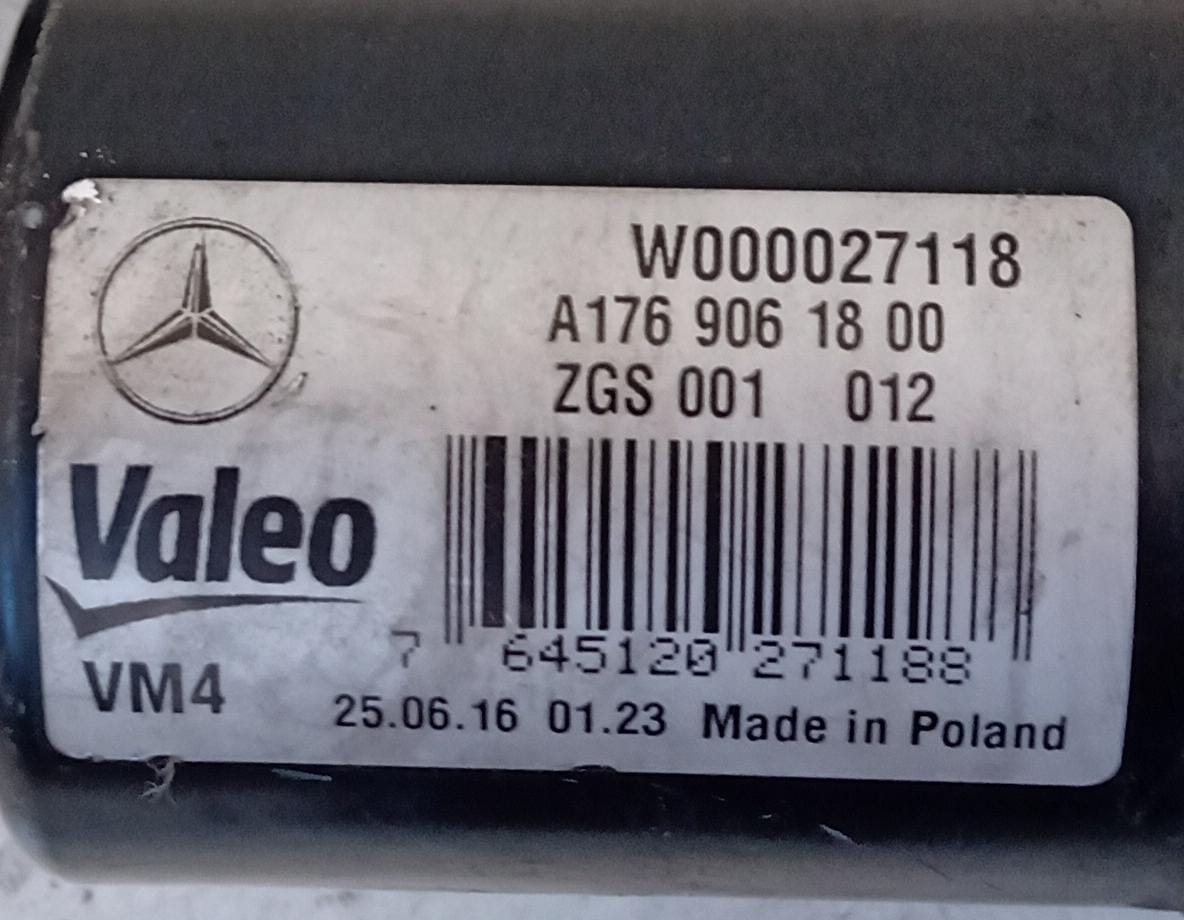 W000027118
A176 906 18 00
ZGS 001 012
Valeo
7 645120 271188
VM4
25.06.16 01.23 Made in Poland